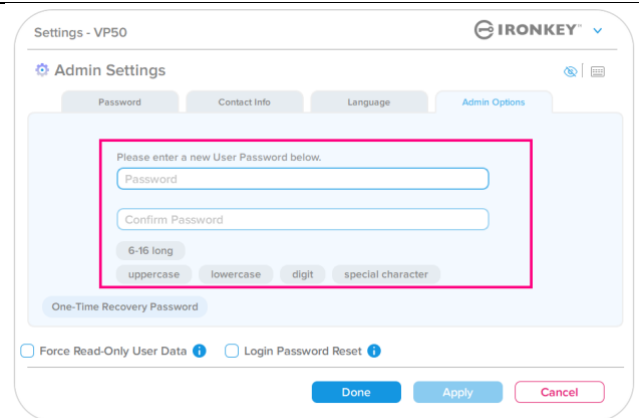 Settings - VP50
IRONKEY™
Admin Settings
Password Contact Info Language Admin Options
Please enter a new User Password below.
Password
Confirm Password
6-16 long
uppercase lowercase digit special character
One-Time Recovery Password
Force Read-Only User Data i Login Password Reset i
Done Apply Cancel